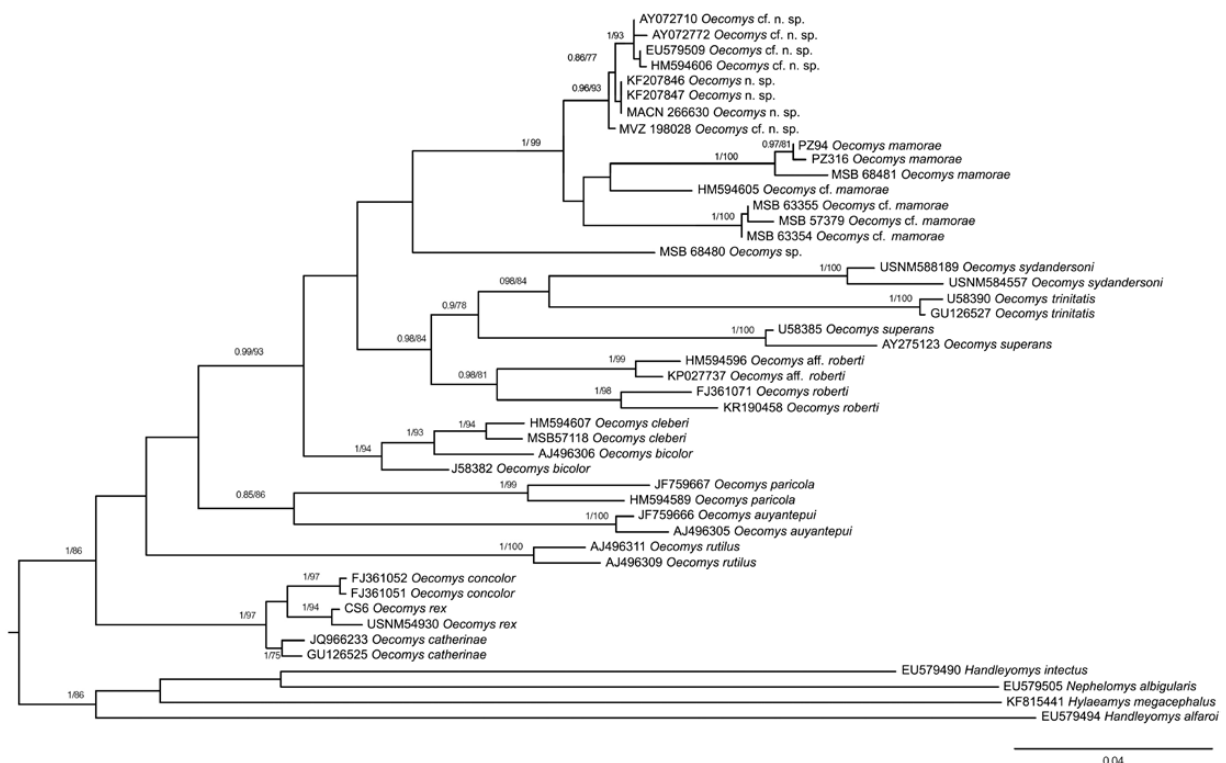 AY072710 Oecomys cf. n. sp.
1/93
AY072772 Oecomys cf. n. sp.
EU579509 Oecomys cf. n. sp.
0.86/77
HM594606 Oecomys cf. n. sp.
KF207846 Oecomys n. sp.
0.96/93
KF207847 Oecomys n. sp.
MACN 266630 Oecomys n. sp.
MVZ 198028 Oecomys cf. n. sp.
1/ 99
0.97/81
PZ94 Oecomys mamorae
1/100
PZ316 Oecomys mamorae
MSB 68481 Oecomys mamorae
HM594605 Oecomys cf. mamorae
MSB 63355 Oecomys cf. mamorae
1/100
MSB 57379 Oecomys cf. mamorae
MSB 63354 Oecomys cf. mamorae
MSB 68480 Oecomys sp.
1/100
USNM588189 Oecomys sydandersoni
098/84
USNM584557 Oecomys sydandersoni
1/100
U58390 Oecomys trinitatis
0.9/78
GU126527 Oecomys trinitatis
1/100
U58385 Oecomys superans
0.98/84
AY275123 Oecomys superans
0.99/93
1/99
HM594596 Oecomys aff. roberti
0.98/81
KP027737 Oecomys aff. roberti
1/98
FJ361071 Oecomys roberti
KR190458 Oecomys roberti
1/94
HM594607 Oecomys cleberi
1/93
MSB57118 Oecomys cleberi
1/94
AJ496306 Oecomys bicolor
J58382 Oecomys bicolor
1/99
JF759667 Oecomys paricola
0.85/86
HM594589 Oecomys paricola
1/100
JF759666 Oecomys auyantepui
AJ496305 Oecomys auyantepui
1/100
AJ496311 Oecomys rutilus
1/86
AJ496309 Oecomys rutilus
1/97
FJ361052 Oecomys concolor
FJ361051 Oecomys concolor
1/94
CS6 Oecomys rex
1/97
USNM54930 Oecomys rex
JQ966233 Oecomys catherinae
1/75
GU126525 Oecomys catherinae
EU579490 Handleyomys intectus
1/86
EU579505 Nephelomys albigularis
KF815441 Hylaeamys megacephalus
EU579494 Handleyomys alfaroi
0.04